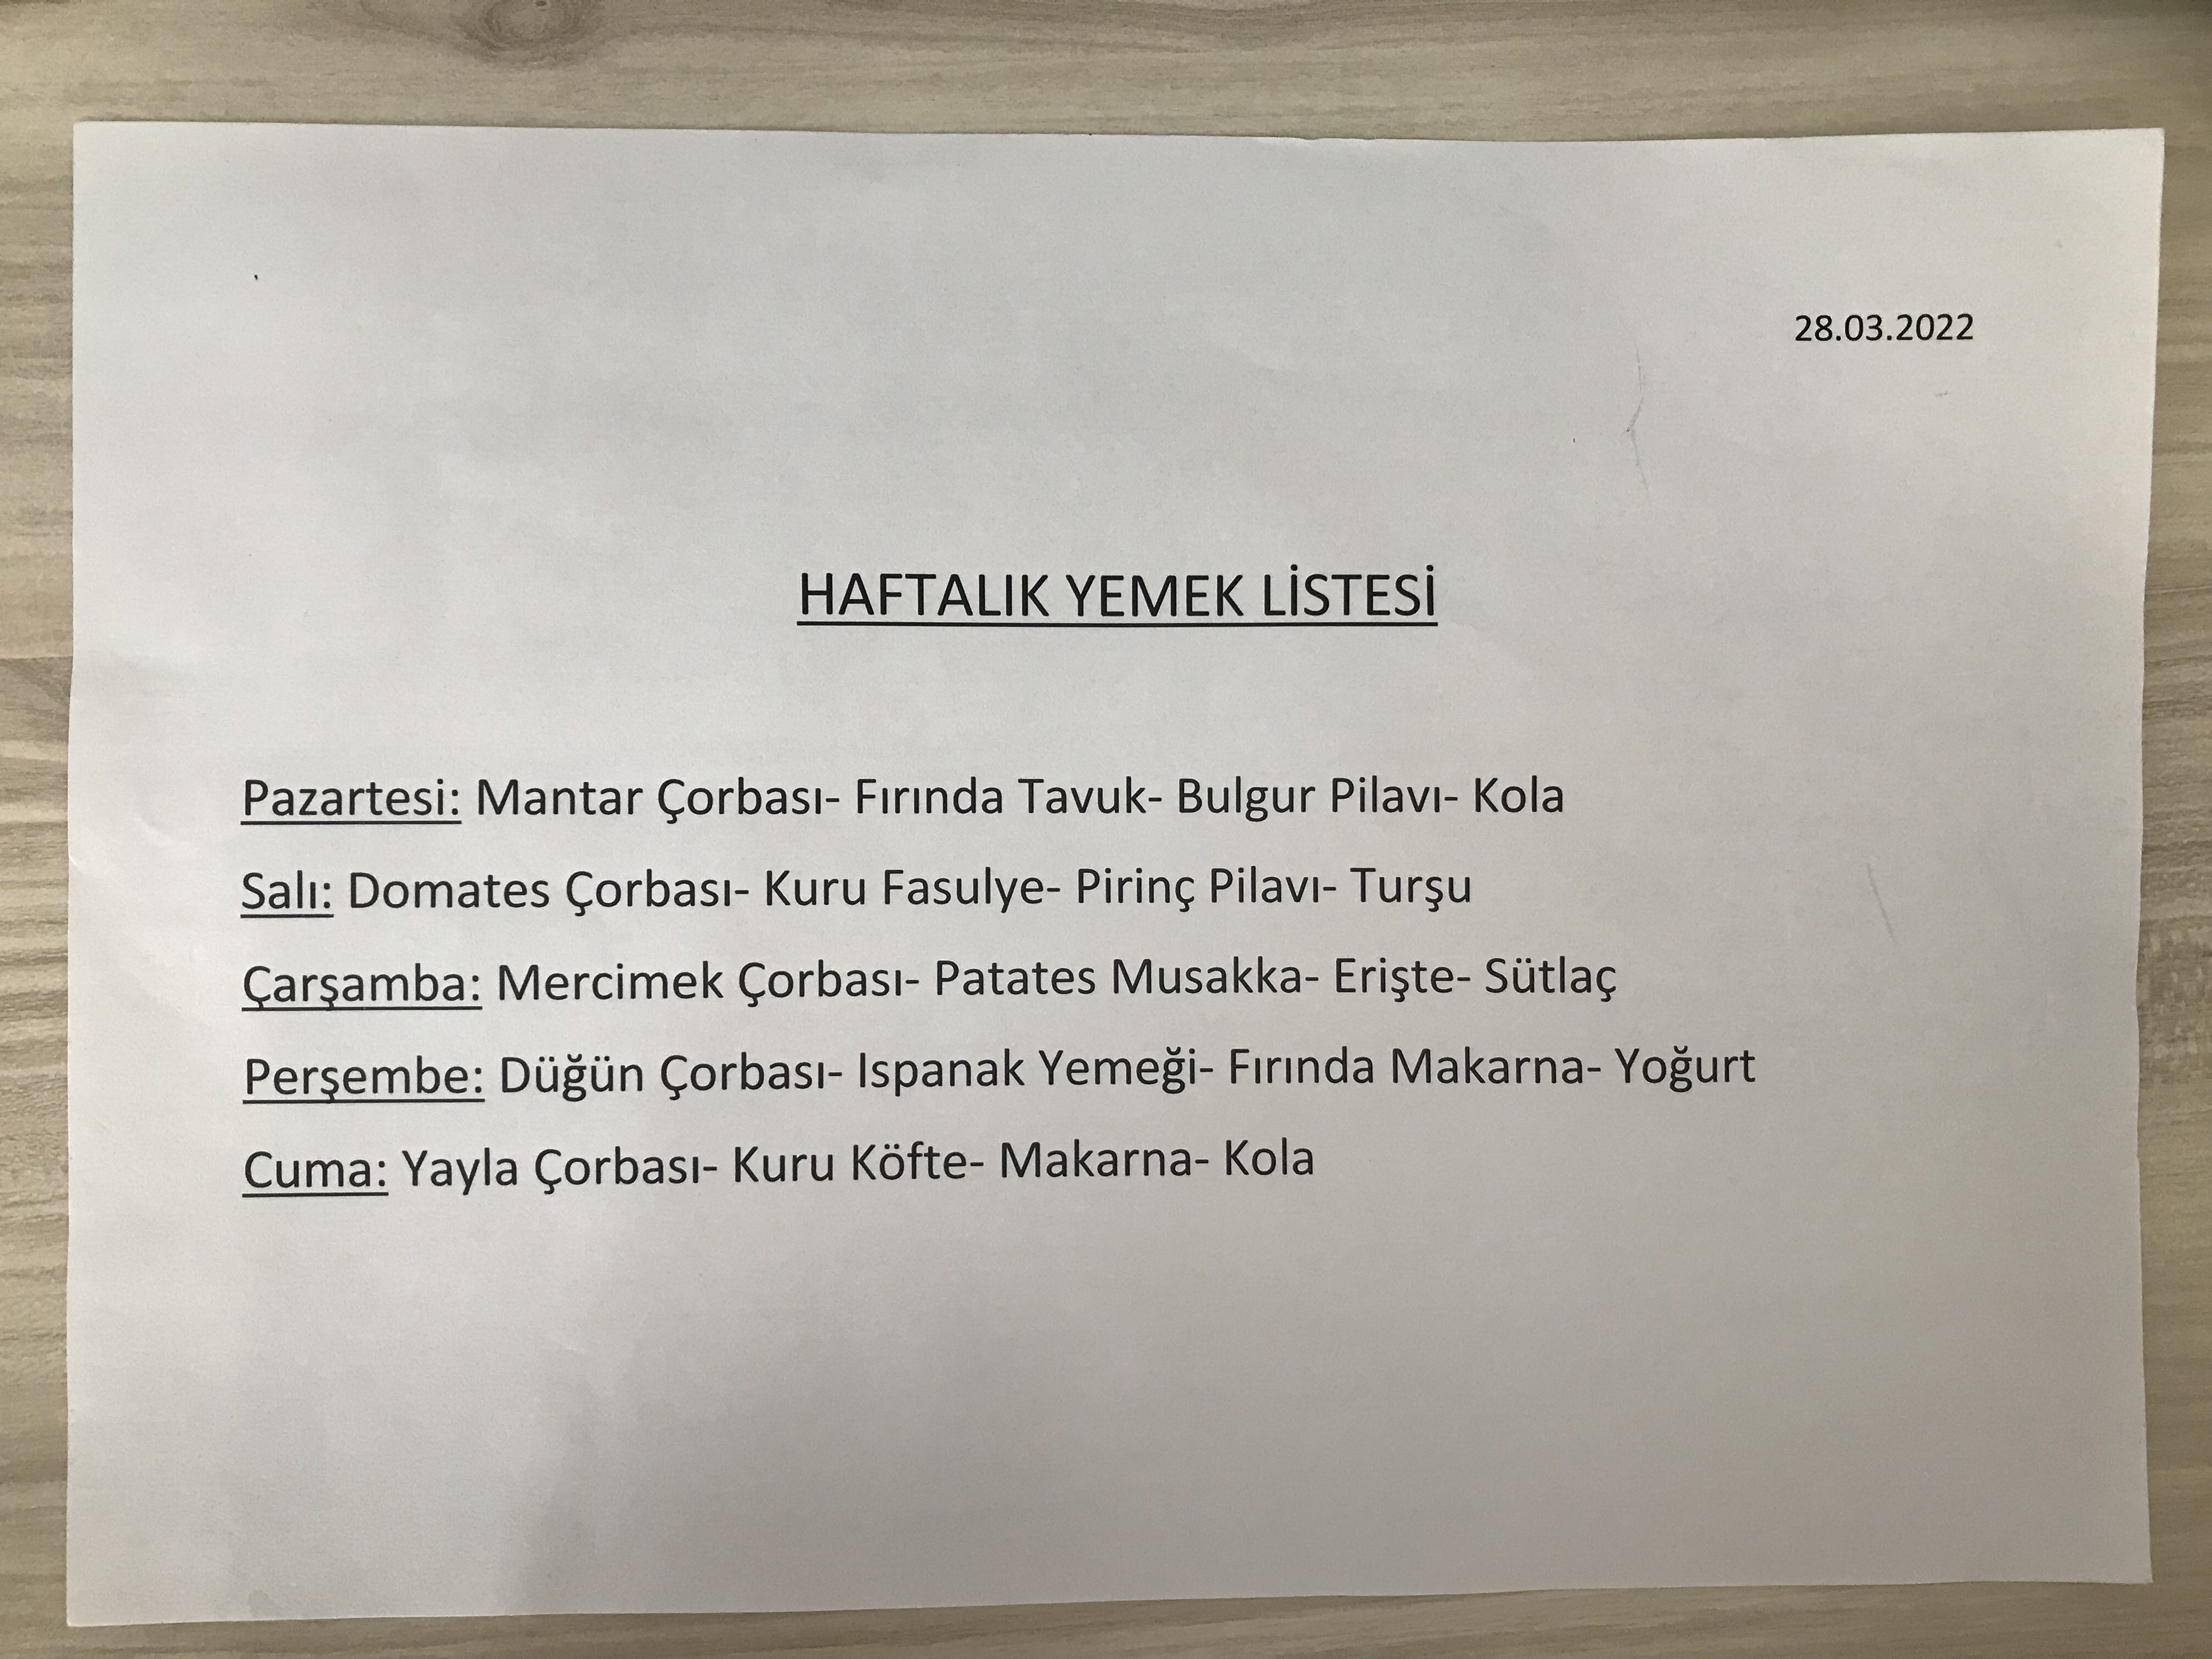 28.03.2022
HAFTALIK YEMEK LİSTESİ
Pazartesi: Mantar Çorbası- Fırında Tavuk- Bulgur Pilavı- Kola
Salı: Domates Çorbası- Kuru Fasulye- Pirinç Pilavı- Turşu
Çarşamba: Mercimek Çorbası- Patates Musakka- Erişte- Sütlaç
Perşembe: Düğün Çorbası- Ispanak Yemeği- Fırında Makarna- Yoğurt
Cuma: Yayla Çorbası- Kuru Köfte- Makarna- Kola